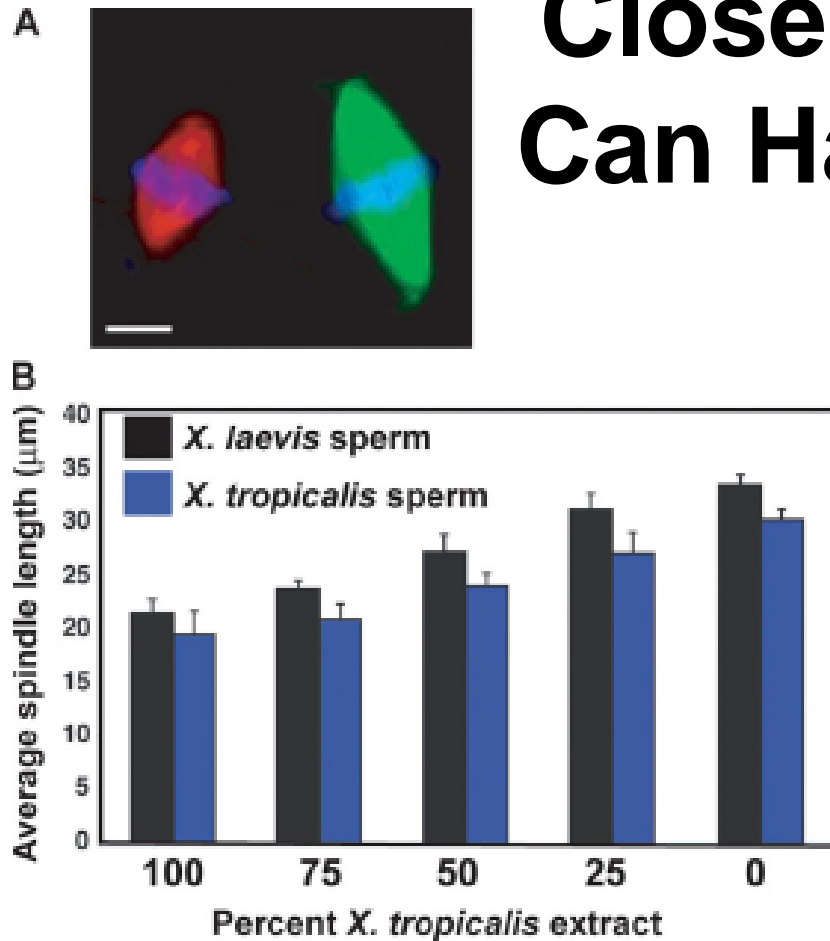 A
Close
Can Ha
B
40
35
30
25
20
15
10
5
0
Average spindle length (μm)
X. laevis sperm
X. tropicalis sperm
100 75 50 25 0
Percent X. tropicalis extract